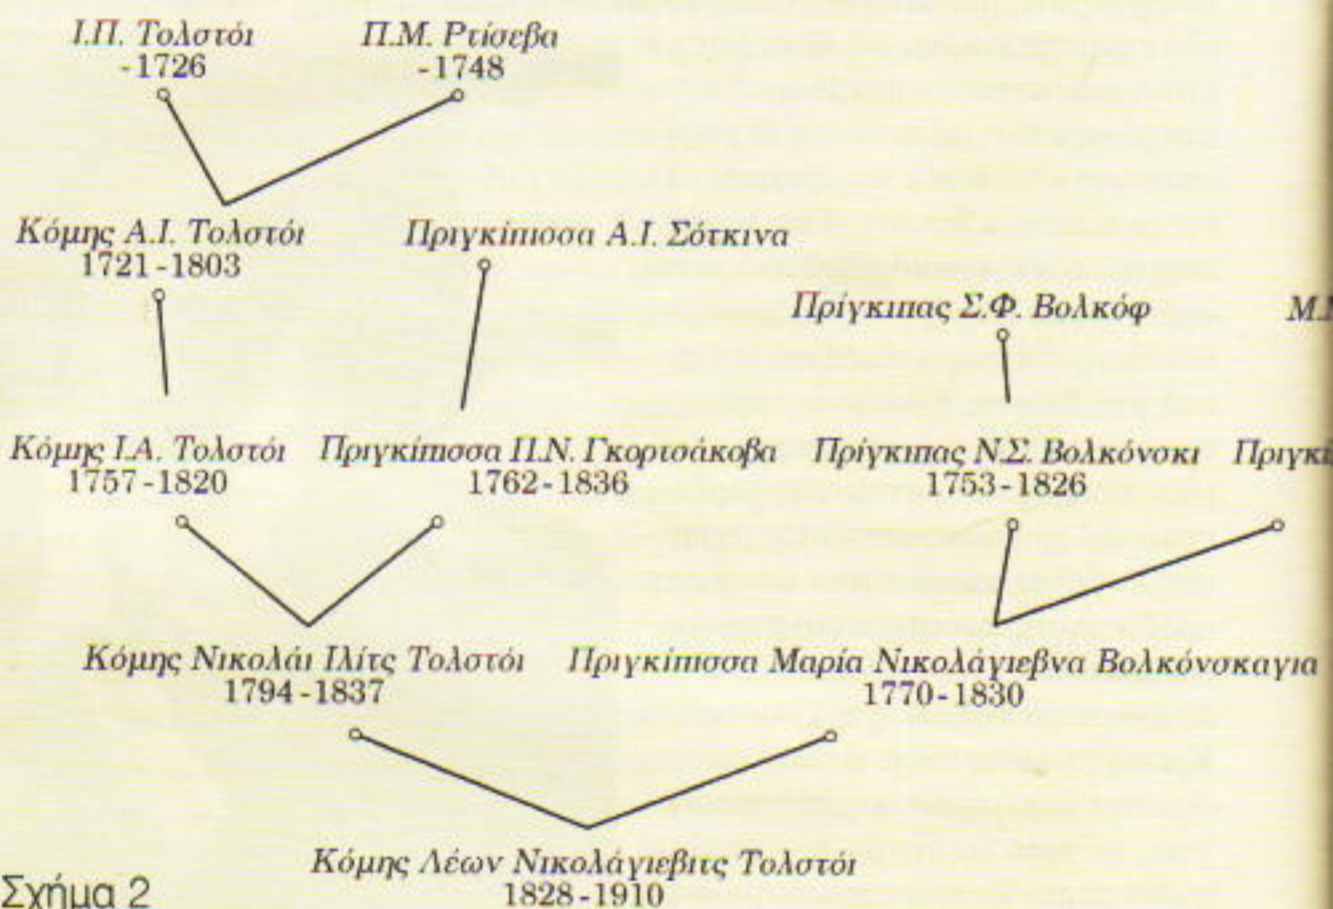 Ι.Π. Τολστόι Π.Μ. Ρτίσεβα
-1726 -1748
Κόμης Α.Ι. Τολστόι Πριγκίπισσα Α.Ι. Σότκινα
1721-1803
Πρίγκιπας Σ.Φ. Βολκόφ
Κόμης Ι.Α. Τολστόι Πριγκίπισσα Π.Ν. Γκορτσάκοβα Πρίγκιπας Ν.Σ. Βολκόνσκι
1757-1820 1762-1836 1753-1826
Κόμης Νικολάι Ιλίτς Τολστόι Πριγκίπισσα Μαρία Νικολάγιεβνα Βολκόνσκαγια
1794-1837 1770-1830
Κόμης Λέων Νικολάγιεβιτς Τολστόι
1828-1910
Σχήμα 2